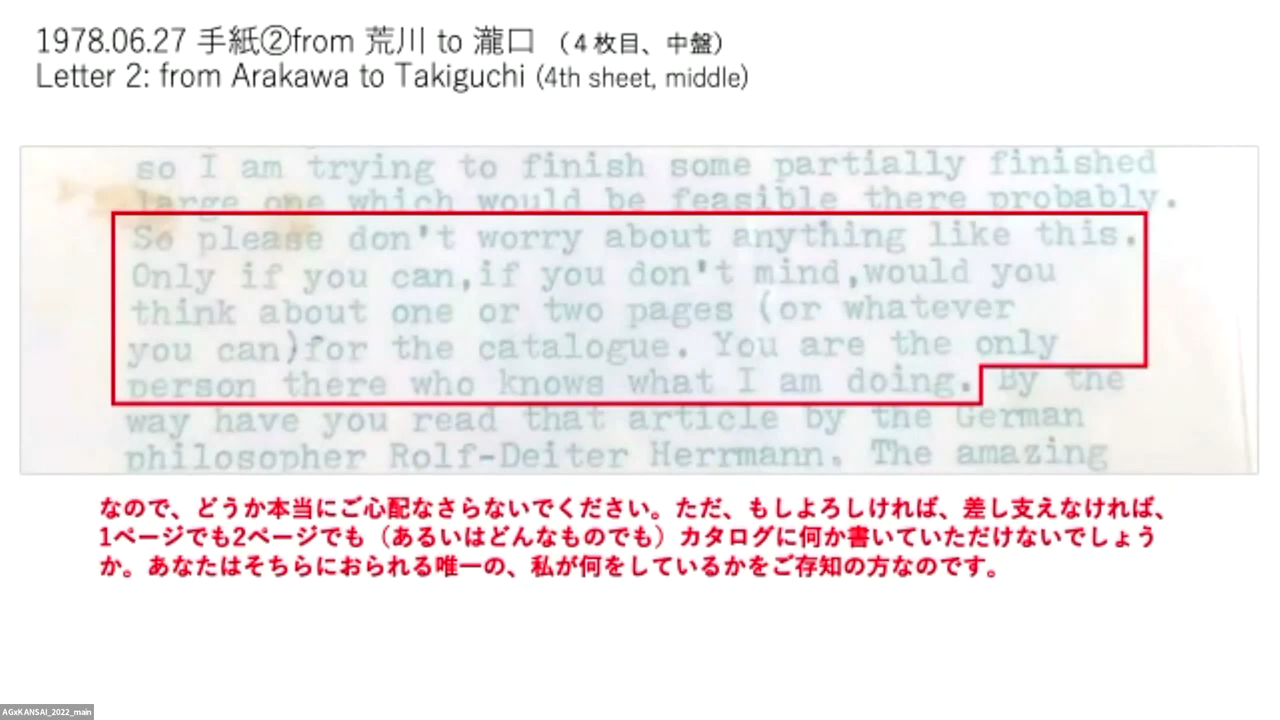 1978.06.27 手紙②from 荒川 to 瀧口 （４枚目、中盤）
Letter 2: from Arakawa to Takiguchi (4th sheet, middle)
so I am trying to finish some partially finished
large one which would be feasible there probably.
So please don't worry about anything like this.
Only if you can,if you don't mind,would you
think about one or two pages (or whatever
you can)for the catalogue. You are the only
person there who knows what I am doing. By the
way have you read that article by the German
philosopher Rolf-Deiter Herrmann. The amazing
なので、どうか本当にご心配なさらないでください。ただ、もしよろしければ、差し支えなければ、
1ページでも2ページでも（あるいはどんなものでも）カタログに何か書いていただけないでしょう
か。あなたはそちらにおられる唯一の、私が何をしているかをご存知の方なのです。
AGxKANSAI_2022_main